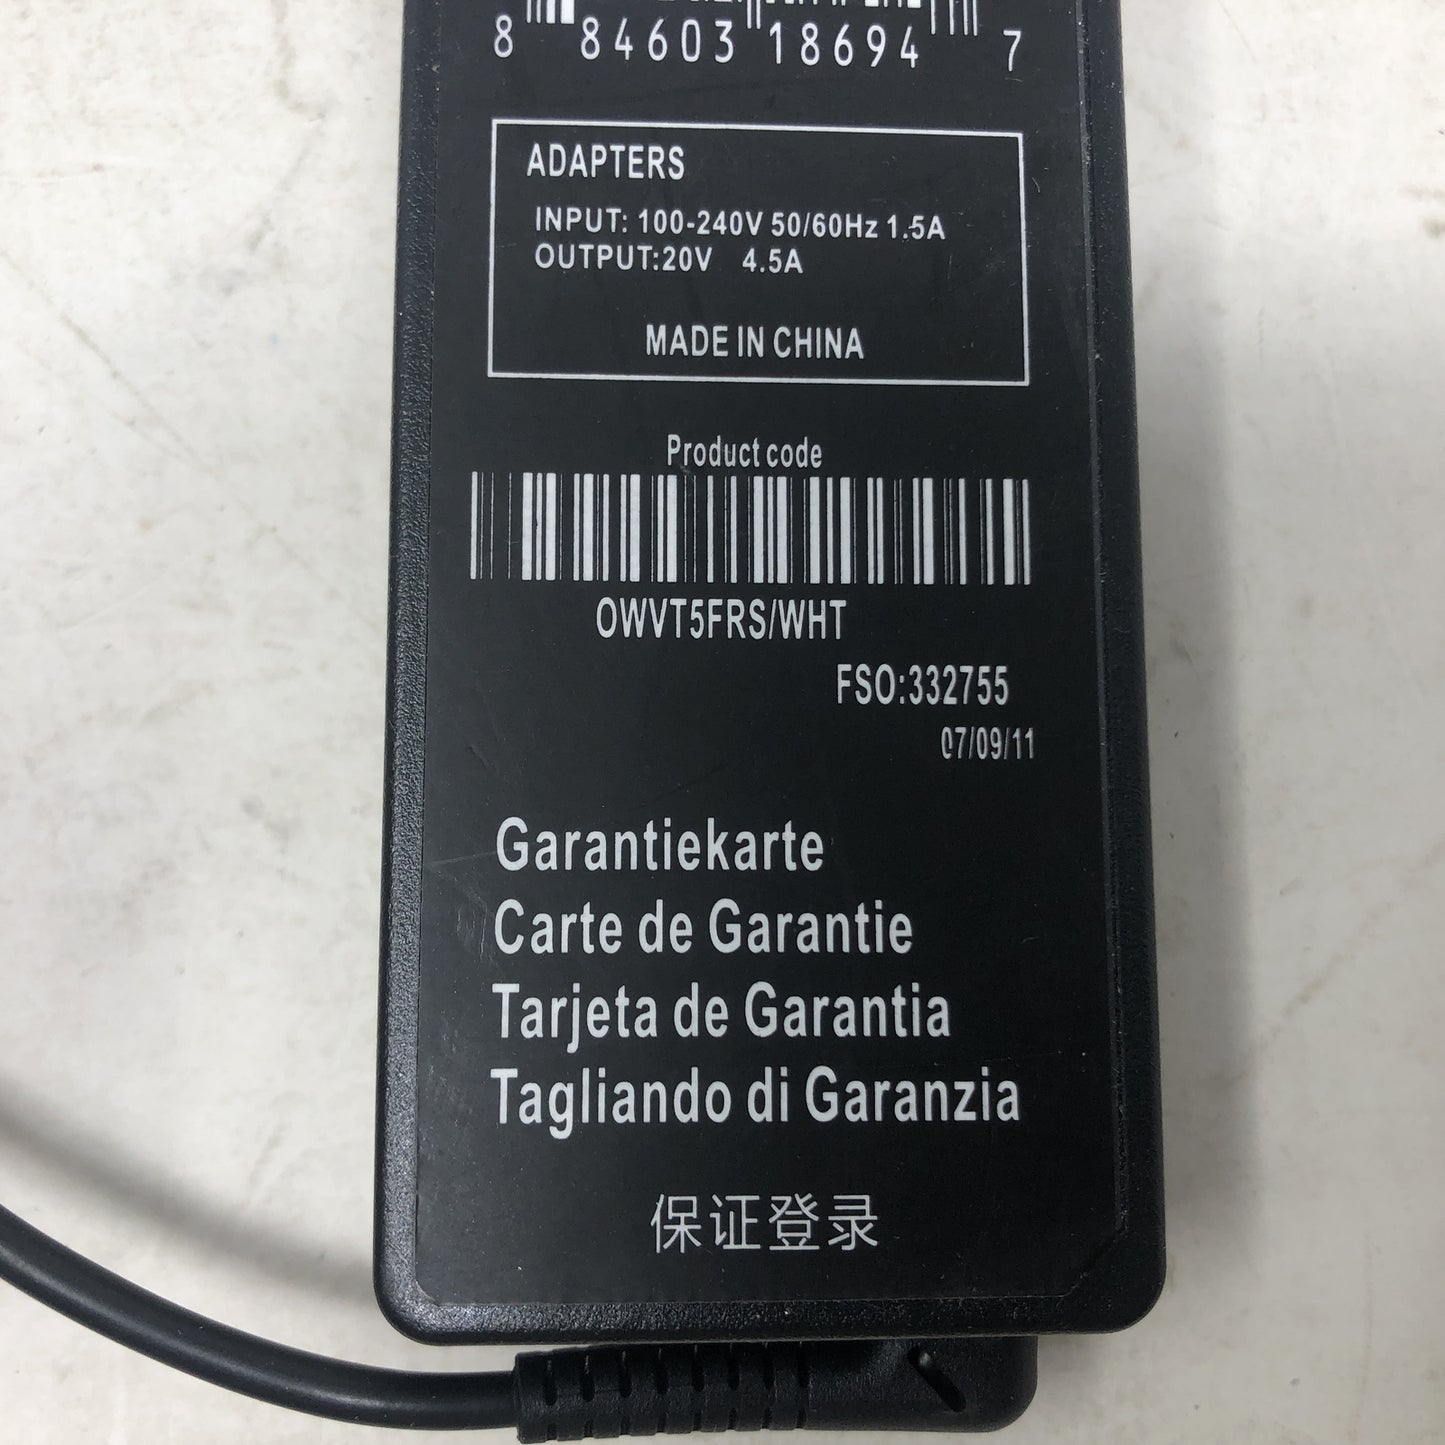 8 84603 18694 7
ADAPTERS
INPUT: 100-240V 50/60Hz 1.5A
OUTPUT:20V 4.5A
MADE IN CHINA
Product code
OWVT5FRS/WHT
FSO:332755
07/09/11
Garantiekarte
Carte de Garantie
Tarjeta de Garantia
Tagliando di Garanzia
保证登录